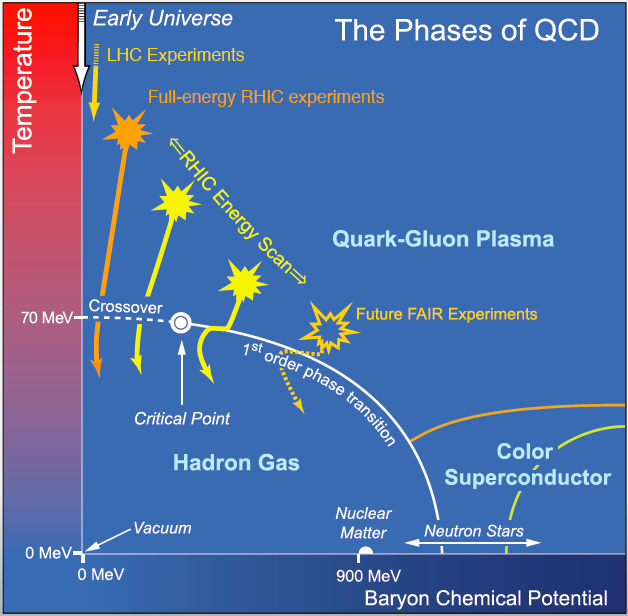 The Phases of QCD
Temperature
Early Universe
LHC Experiments
Full-energy RHIC experiments
⇐RHIC Energy Scan⇒
Quark-Gluon Plasma
Crossover
70 MeV
Future FAIR Experiments
1st order phase transition
Critical Point
Hadron Gas
Color
Superconductor
Nuclear
Matter
Neutron Stars
Vacuum
0 MeV
0 MeV
900 MeV
Baryon Chemical Potential